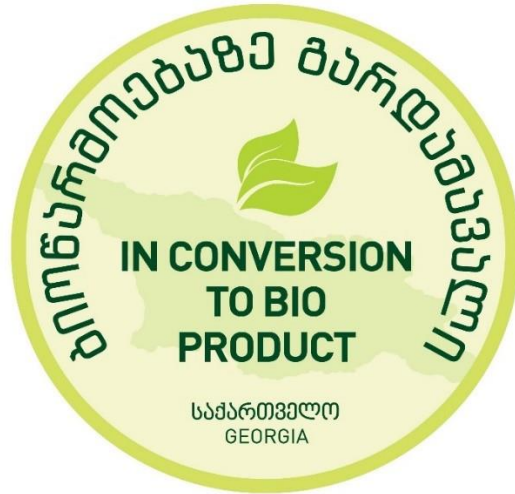 ბიოწარმოებაზე გარდამავალი
IN CONVERSION
TO BIO
PRODUCT
საქართველო
GEORGIA